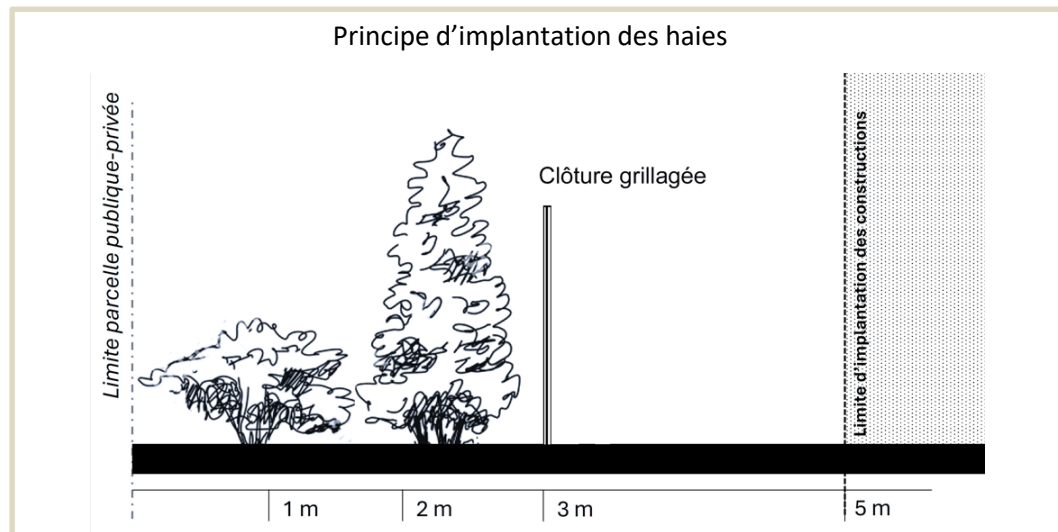 Principe d’implantation des haies
Limite parcelle publique-privée
Clôture grillagée
Limite d’implantation des constructions
1 m
2 m
3 m
5 m